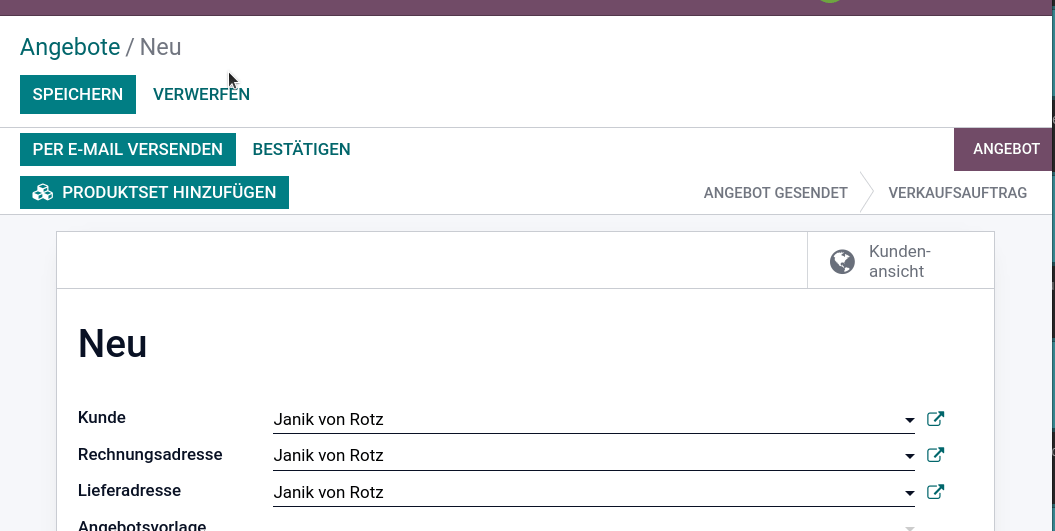 Angebote / Neu
SPEICHERN VERWERFEN
PER E-MAIL VERSENDEN BESTÄTIGEN ANGEBOT
PRODUKTSET HINZUFÜGEN ANGEBOT GESENDET VERKAUFSAUFTRAG
Kunden-
ansicht
Neu
Kunde Janik von Rotz
Rechnungsadresse Janik von Rotz
Lieferadresse Janik von Rotz
Angebotsvorlage